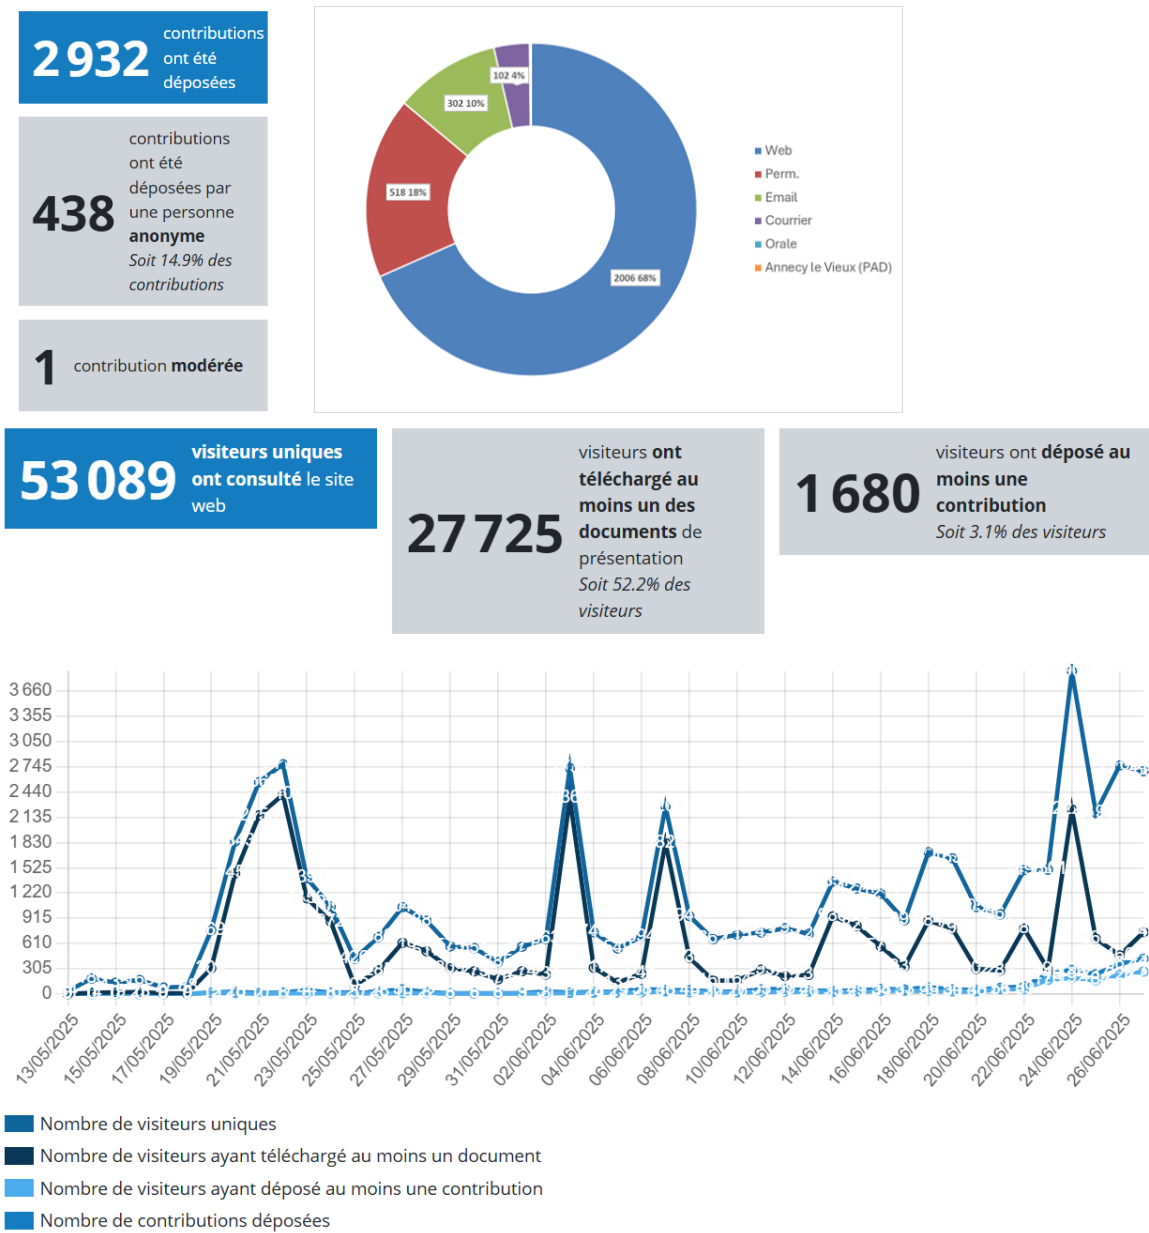 2 932
contributions
ont été
déposées
438
contributions
ont été
déposées par
une personne
anonyme
Soit 14.9% des
contributions
1
contribution modérée
102 4%
302 10%
518 18%
2006 68%
Web
Perm.
Email
Courrier
Orale
Annecy le Vieux (PAD)
53 089
visiteurs uniques
ont consulté le site
web
27 725
visiteurs ont
téléchargé au
moins un des
documents de
présentation
Soit 52.2% des
visiteurs
1 680
visiteurs ont déposé au
moins une
contribution
Soit 3.1% des visiteurs
3 660
3 355
3 050
2 745
2 440
2 135
1 830
1 525
1 220
915
610
305
0
13/05/2025
15/05/2025
17/05/2025
19/05/2025
21/05/2025
23/05/2025
25/05/2025
27/05/2025
29/05/2025
31/05/2025
02/06/2025
04/06/2025
06/06/2025
08/06/2025
10/06/2025
12/06/2025
14/06/2025
16/06/2025
18/06/2025
20/06/2025
22/06/2025
24/06/2025
26/06/2025
Nombre de visiteurs uniques
Nombre de visiteurs ayant téléchargé au moins un document
Nombre de visiteurs ayant déposé au moins une contribution
Nombre de contributions déposées